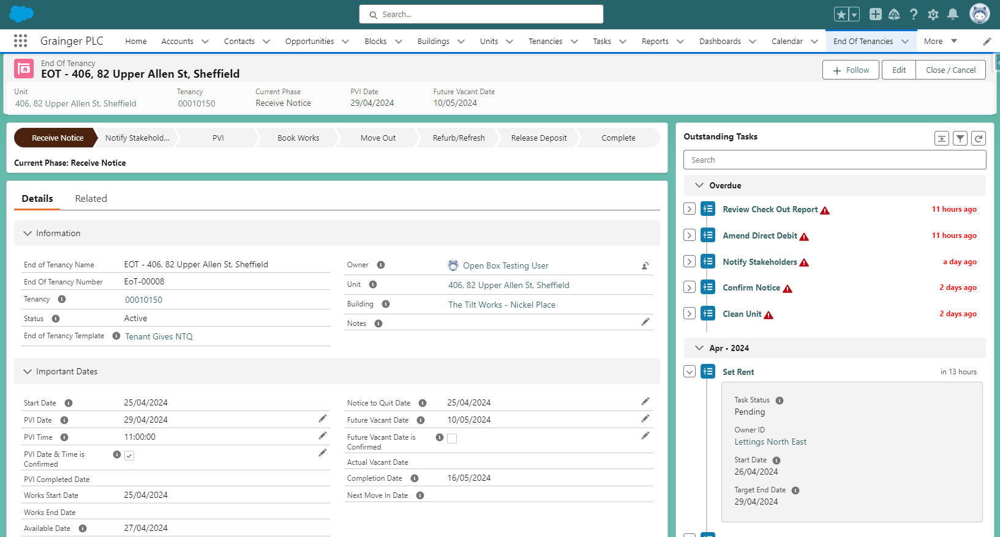 Search...
Grainger PLC
Home
Accounts
Contacts
Opportunities
Blocks
Buildings
Units
Tenancies
Tasks
Reports
Dashboards
Calendar
End Of Tenancies
More
End Of Tenancy
EOT - 406, 82 Upper Allen St, Sheffield
Follow
Edit
Close / Cancel
Unit
406, 82 Upper Allen St, Sheffield
Tenancy
00010150
Current Phase
Receive Notice
PVI Date
29/04/2024
Future Vacant Date
10/05/2024
Receive Notice
Notify Stakehold...
PVI
Book Works
Move Out
Refurb/Refresh
Release Deposit
Complete
Current Phase: Receive Notice
Details
Related
Information
End of Tenancy Name
EOT - 406, 82 Upper Allen St, Sheffield
End Of Tenancy Number
EoT-00008
Tenancy
00010150
Status
Active
End of Tenancy Template
Tenant Gives NTQ
Owner
Open Box Testing User
Unit
406, 82 Upper Allen St, Sheffield
Building
The Tilt Works - Nickel Place
Notes
Important Dates
Start Date
25/04/2024
PVI Date
29/04/2024
PVI Time
11:00:00
PVI Date & Time is
Confirmed
PVI Completed Date
Works Start Date
25/04/2024
Works End Date
Available Date
27/04/2024
Notice to Quit Date
25/04/2024
Future Vacant Date
10/05/2024
Future Vacant Date is
Confirmed
Actual Vacant Date
Completion Date
16/05/2024
Next Move In Date
Outstanding Tasks
Search
Overdue
Review Check Out Report
11 hours ago
Amend Direct Debit
11 hours ago
Notify Stakeholders
a day ago
Confirm Notice
2 days ago
Clean Unit
2 days ago
Apr • 2024
Set Rent
in 13 hours
Task Status
Pending
Owner ID
Lettings North East
Start Date
26/04/2024
Target End Date
29/04/2024